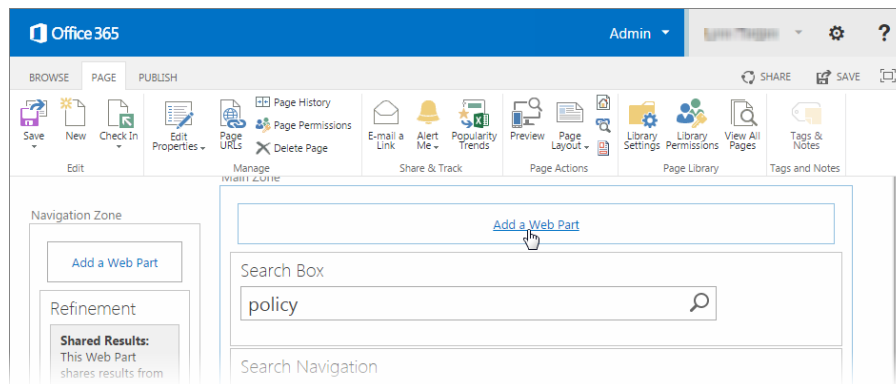 Office 365
Admin
?
BROWSE PAGE PUBLISH
SHARE SAVE
Save
New
Check In
Edit
Properties
Page
URLs
Page History
Page Permissions
Delete Page
E-mail a
Link
Alert
Me
Popularity
Trends
Preview
Page
Layout
Library
Settings
Library
Permissions
View All
Pages
Tags &
Notes
Edit
Manage
Share & Track
Page Actions
Page Library
Tags and Notes
Main Zone
Navigation Zone
Add a Web Part
Add a Web Part
Search Box
policy
Refinement
Shared Results:
This Web Part
shares results from
Search Navigation